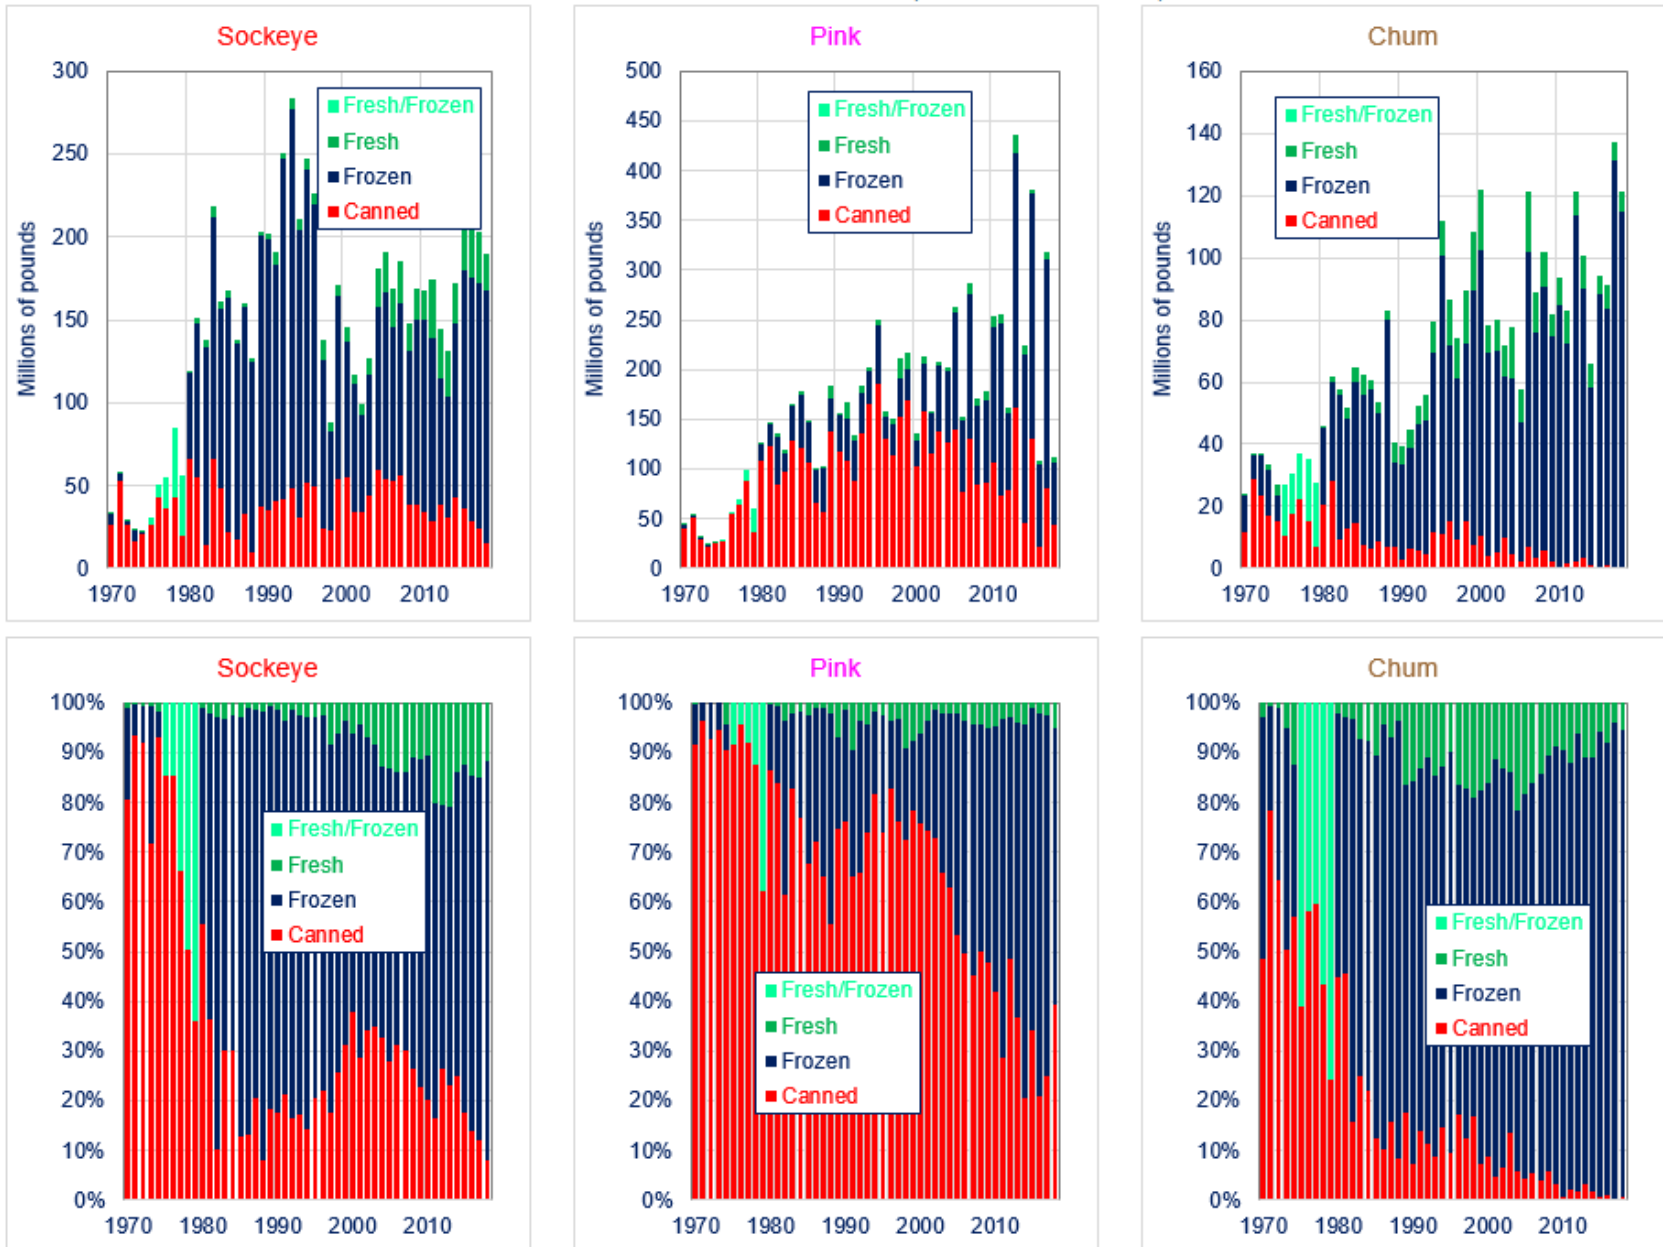 Sockeye
300
250
200
150
100
50
0
Millions of pounds
Fresh/Frozen
Fresh
Frozen
Canned
1970 1980 1990 2000 2010
Pink
500
450
400
350
300
250
200
150
100
50
0
Millions of pounds
Fresh/Frozen
Fresh
Frozen
Canned
1970 1980 1990 2000 2010
Chum
160
140
120
100
80
60
40
20
0
Millions of pounds
Fresh/Frozen
Fresh
Frozen
Canned
1970 1980 1990 2000 2010
Sockeye
100%
90%
80%
70%
60%
50%
40%
30%
20%
10%
0%
Fresh/Frozen
Fresh
Frozen
Canned
1970 1980 1990 2000 2010
Pink
100%
90%
80%
70%
60%
50%
40%
30%
20%
10%
0%
Fresh/Frozen
Fresh
Frozen
Canned
1970 1980 1990 2000 2010
Chum
100%
90%
80%
70%
60%
50%
40%
30%
20%
10%
0%
Fresh/Frozen
Fresh
Frozen
Canned
1970 1980 1990 2000 2010